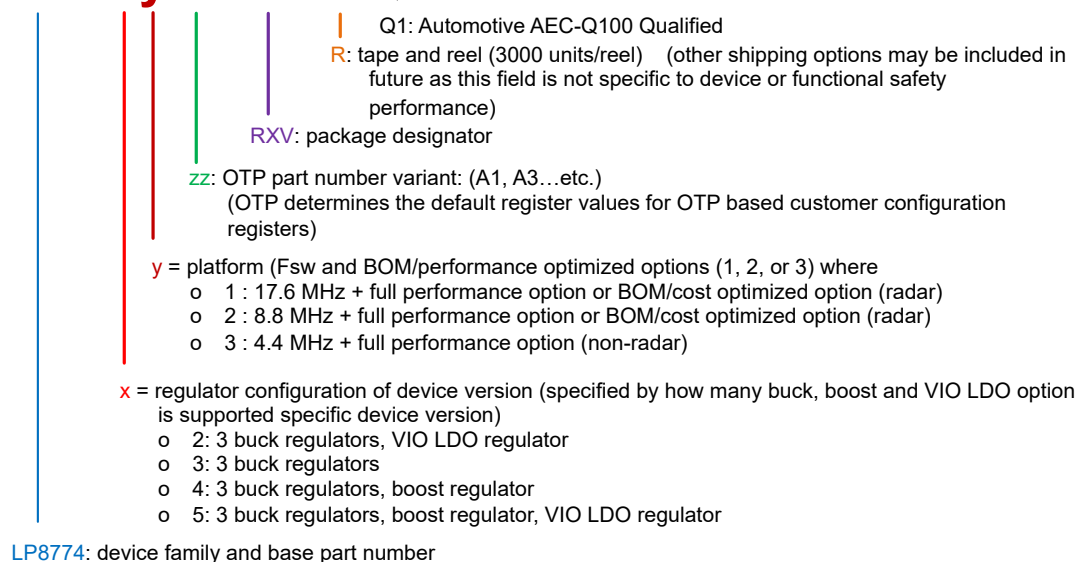 y
Q1: Automotive AEC-Q100 Qualified
R: tape and reel (3000 units/reel) (other shipping options may be included in
future as this field is not specific to device or functional safety
performance)
RXV: package designator
zz: OTP part number variant: (A1, A3…etc.)
(OTP determines the default register values for OTP based customer configuration
registers)
y = platform (Fsw and BOM/performance optimized options (1, 2, or 3) where
o 1 : 17.6 MHz + full performance option or BOM/cost optimized option (radar)
o 2 : 8.8 MHz + full performance option or BOM/cost optimized option (radar)
o 3 : 4.4 MHz + full performance option (non-radar)
x = regulator configuration of device version (specified by how many buck, boost and VIO LDO option
is supported specific device version)
o 2: 3 buck regulators, VIO LDO regulator
o 3: 3 buck regulators
o 4: 3 buck regulators, boost regulator
o 5: 3 buck regulators, boost regulator, VIO LDO regulator
LP8774: device family and base part number